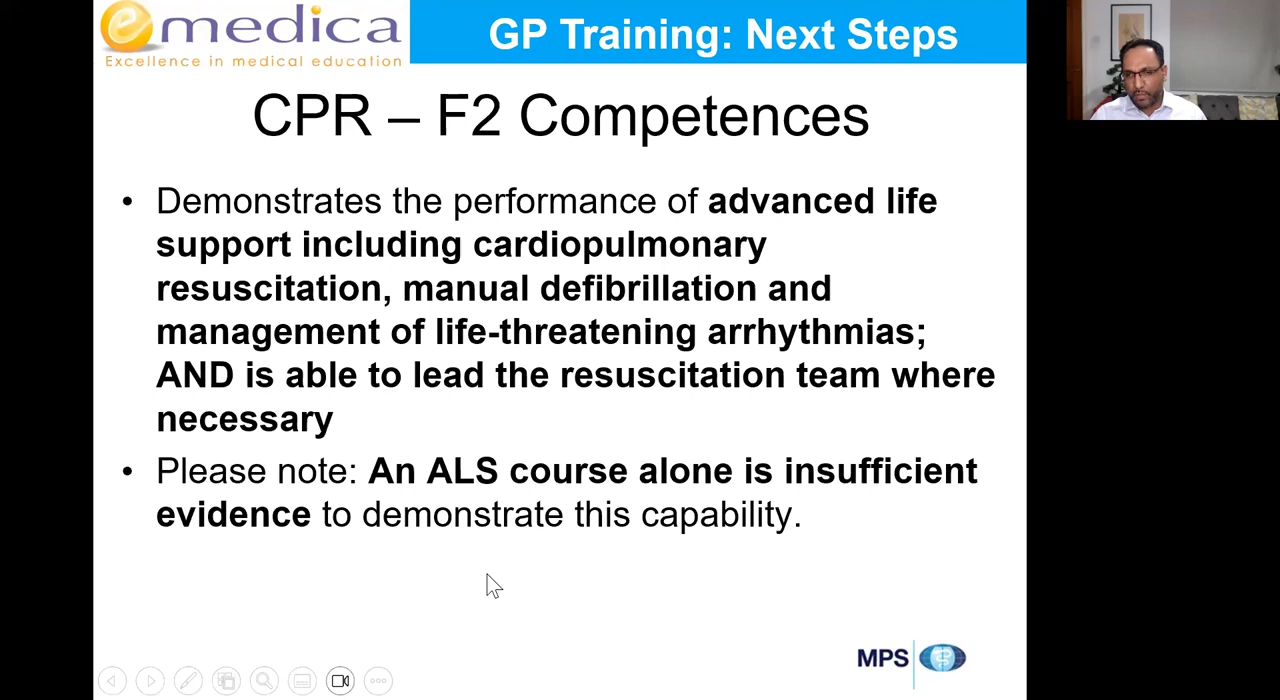 emedica
Excellence in medical education
GP Training: Next Steps
CPR – F2 Competences
• Demonstrates the performance of advanced life
support including cardiopulmonary
resuscitation, manual defibrillation and
management of life-threatening arrhythmias;
AND is able to lead the resuscitation team where
necessary
• Please note: An ALS course alone is insufficient
evidence to demonstrate this capability.
MPS